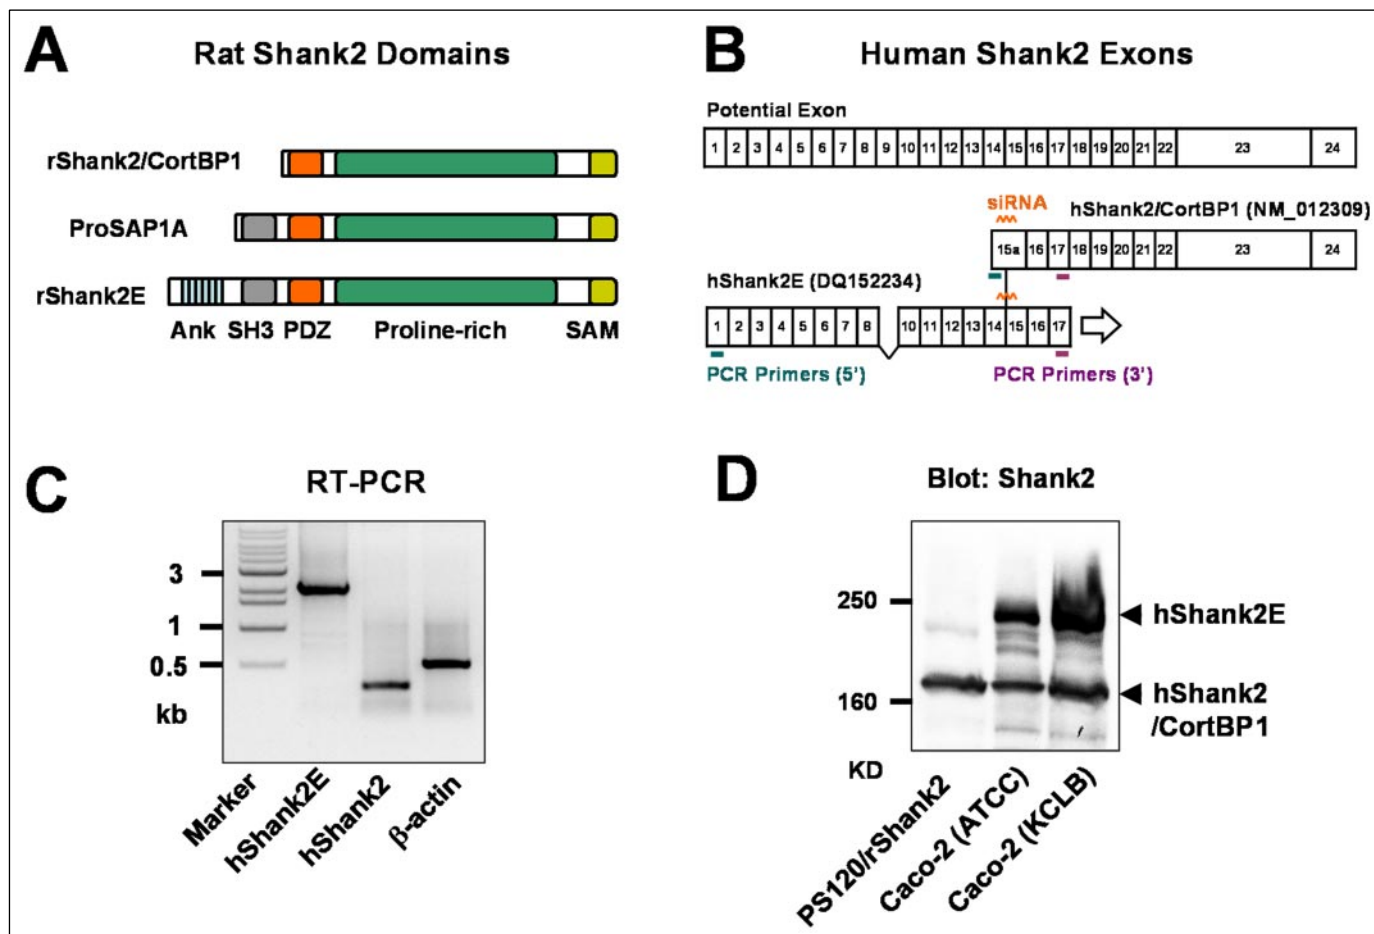 A
Rat Shank2 Domains
rShank2/CortBP1
ProSAP1A
rShank2E
Ank SH3 PDZ Proline-rich SAM
B
Human Shank2 Exons
Potential Exon
1 2 3 4 5 6 7 8 9 10 11 12 13 14 15 16 17 18 19 20 21 22 23 24
siRNA
hShank2/CortBP1 (NM_012309)
15a 16 17 18 19 20 21 22 23 24
hShank2E (DQ152234)
1 2 3 4 5 6 7 8 10 11 12 13 14 15 16 17
PCR Primers (5') PCR Primers (3')
C
RT-PCR
3
1
0.5
kb
Marker
hShank2E
hShank2
β-actin
D
Blot: Shank2
250
160
KD
hShank2E
hShank2
/CortBP1
PS120/rShank2
Caco-2 (ATCC)
Caco-2 (KCLB)